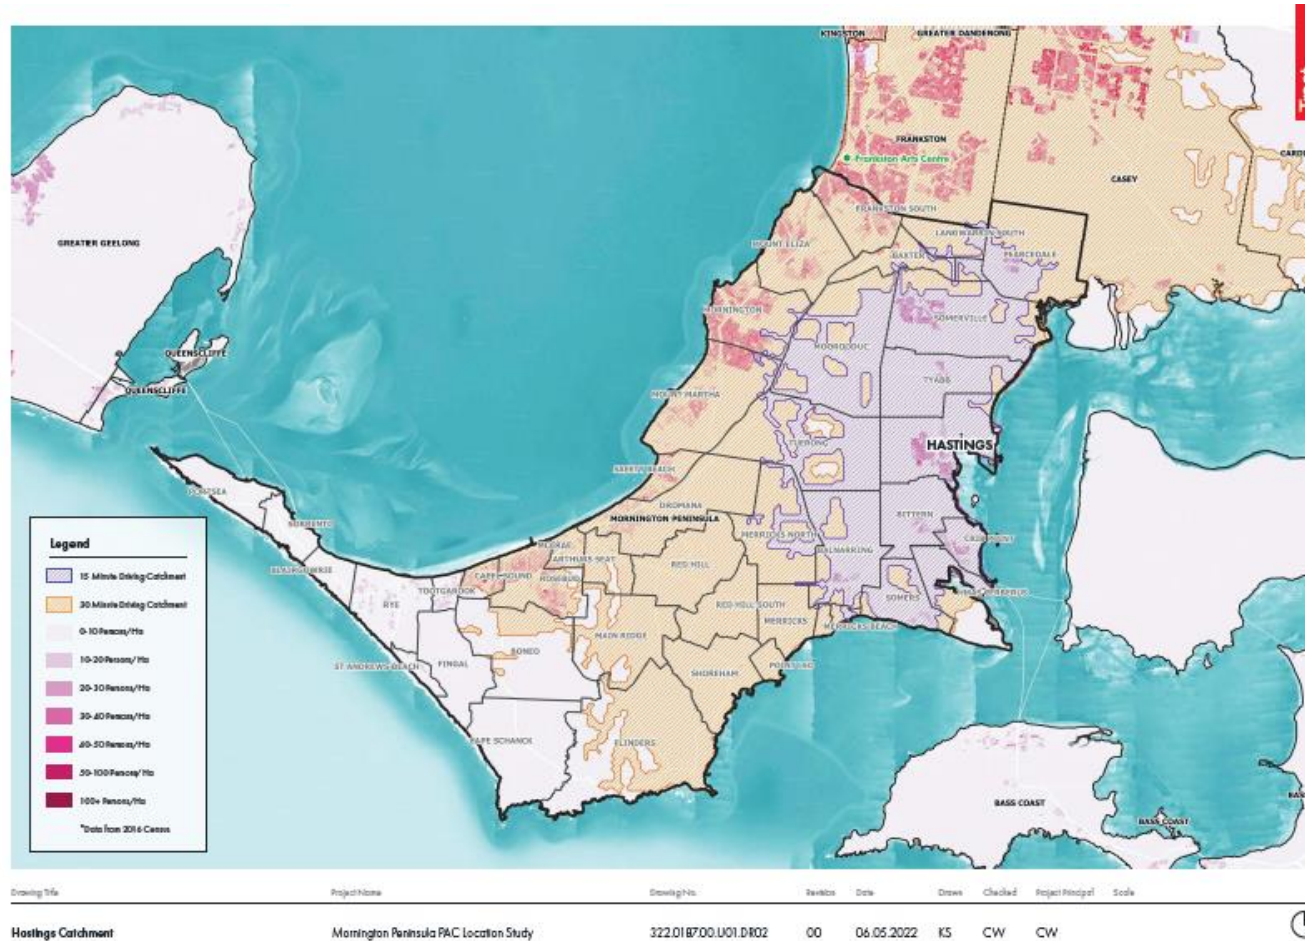 KINGSTON
GREATER DANDENONG
FRANKSTON
Frankston Arts Centre
CASEY
GREATER GEELONG
FRANKSTON SOUTH
LANGWARRIN SOUTH
MOUNT ELIZA
BAXTER
PEARCEDALE
MORNINGTON
SOMERVILLE
MOOROODUC
QUEENSCLIFFE
QUEENSCLIFFE
TYABB
MOUNT MARTHA
TUERONG
HASTINGS
SAFETY BEACH
PORTSEA
DROMANA
MORNINGTON PENINSULA
BITTERN
SORRENTO
MERRICKS NORTH
CRIB POINT
MCCRAE
BALNARRING
ARTHURS SEAT
RED HILL
BLAIRGOWRIE
CAPEL SOUND
ROSEBUD
TOOTGAROOK
HMAS CERBERUS
SOMERS
RYE
RED HILL SOUTH
MERRICKS
MERRICKS BEACH
MAIN RIDGE
BONEO
ST ANDREWS BEACH
FINGAL
SHOREHAM
POINT LEO
CAPE SCHANCK
FLINDERS
BASS COAST
BASS COAST
Legend
15 Minute Driving Catchment
30 Minute Driving Catchment
0-10 Persons/Ha
10-20 Persons/Ha
20-30 Persons/Ha
30-40 Persons/Ha
40-50 Persons/Ha
50-100 Persons/Ha
100+ Persons/Ha
*Data from 2016 Census
Drawing Title Project Name Drawing No. Revision Date Drawn Checked Project Principal Scale
Hastings Catchment Mornington Peninsula PAC Location Study 322.0187.00.U01.DR02 00 06.05.2022 KS CW CW